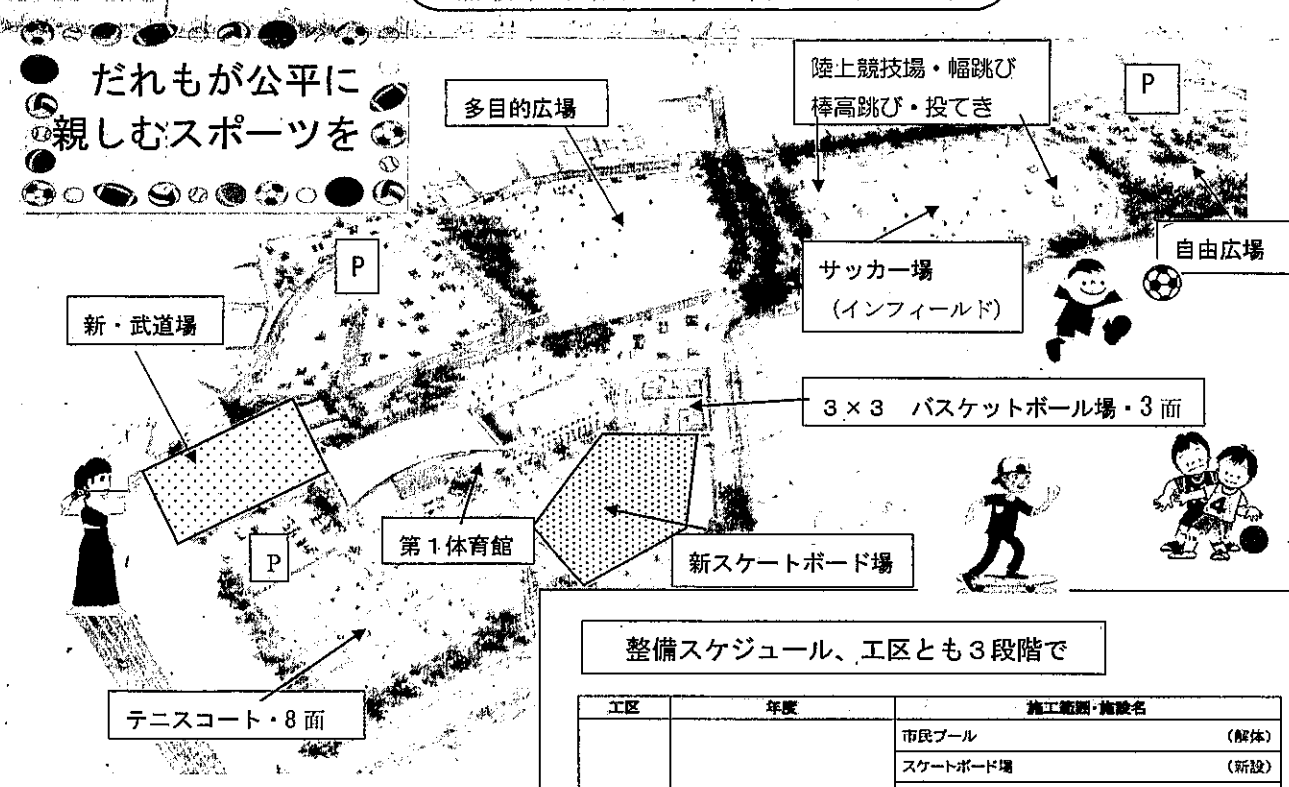 だれもが公平に
親しむスポーツを
多目的広場
陸上競技場・幅跳び
棒高跳び・投てき
P
自由広場
P
サッカー場
(インフィールド)
新・武道場
3×3 バスケットボール場・3面
第1体育館
P
新スケートボード場
テニスコート・8面
4
整備スケジュール、工区とも3段階で
工区 年度 施工範囲・施設名
市民プール (解体)
スケートボード場 (新設)